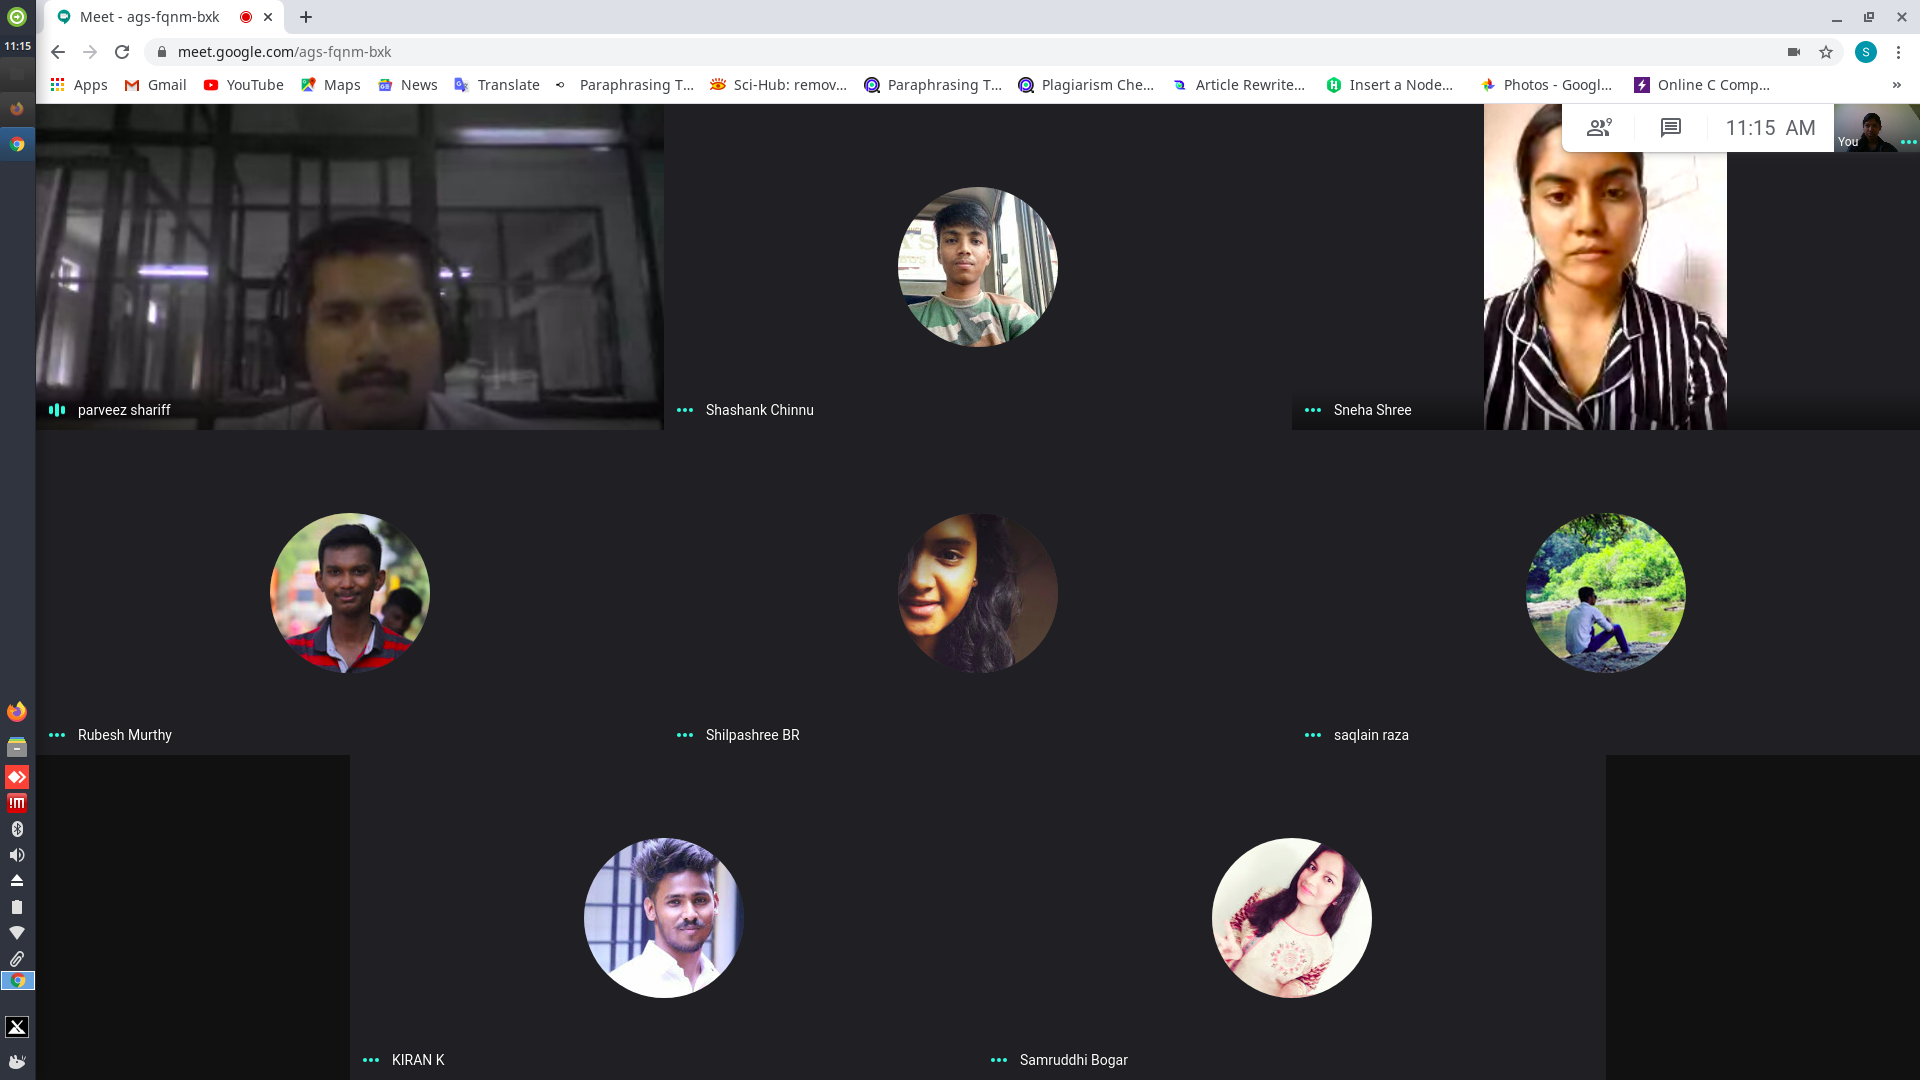 Meet - ags-fqnm-bxk
11:15
meet.google.com/ags-fqnm-bxk
S
Apps Gmail YouTube Maps News Translate Paraphrasing T... Sci-Hub: remov... Paraphrasing T... Plagiarism Che... Article Rewrite... Insert a Node... Photos - Googl... Online C Comp... »
9 11:15 AM
You
parveez shariff
Shashank Chinnu
Sneha Shree
Rubesh Murthy
Shilpashree BR
saqlain raza
KIRAN K
Samruddhi Bogar